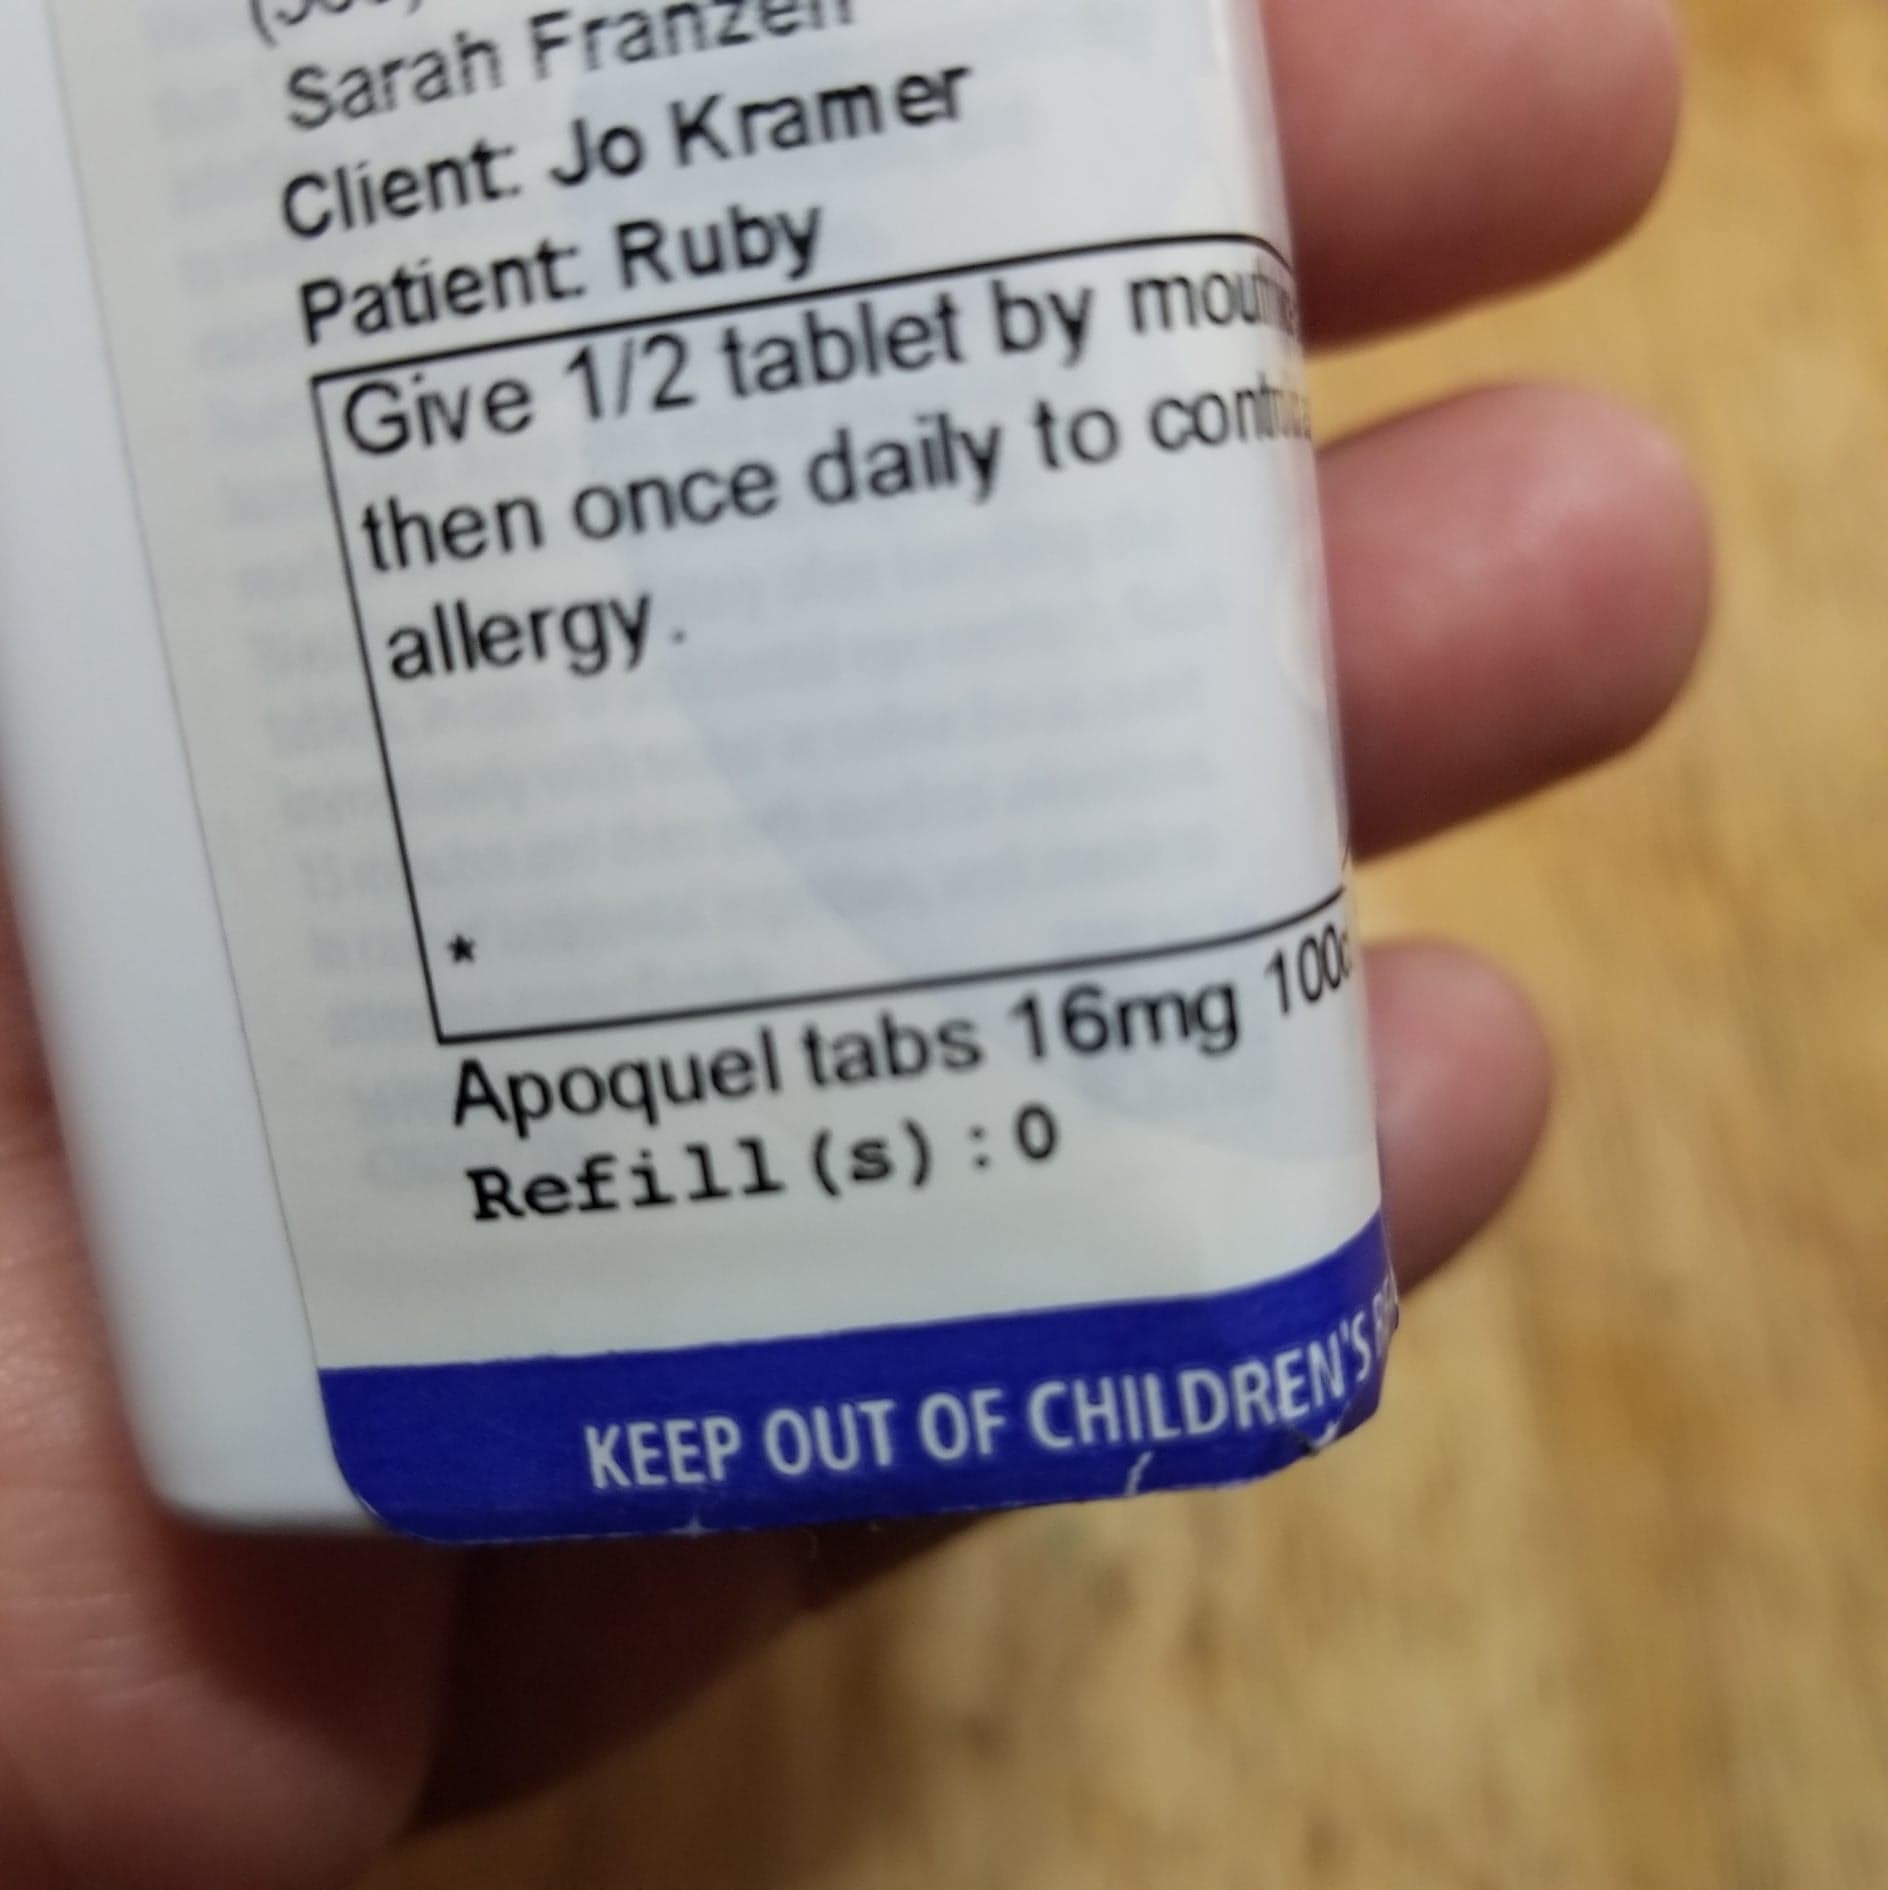 Sarah Franzen
Client: Jo Kramer
Patient: Ruby
Give 1/2 tablet by mouth
then once daily to
allergy.
*
Apoquel tabs 16mg
Refill(s) :0
KEEP OUT OF CHILDREN'S